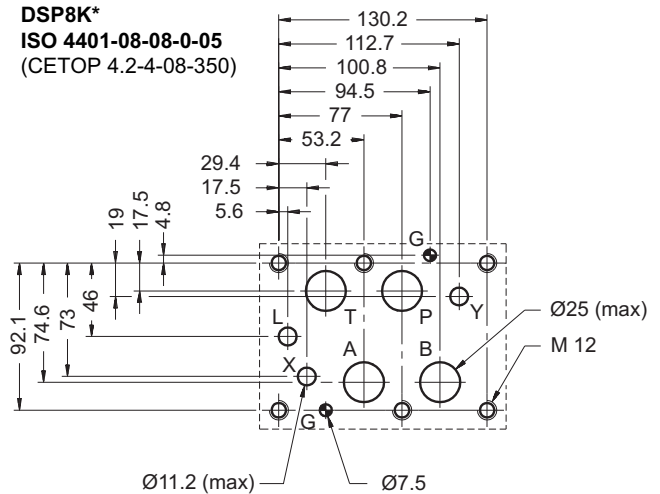 DSP8K*
ISO 4401-08-08-0-05
(CETOP 4.2-4-08-350)
130.2
112.7
100.8
94.5
77
53.2
29.4
17.5
5.6
19
17.5
4.8
92.1
74.6
73
46
G
T
P
Y
L
X
A
B
G
Ø25 (max)
M 12
Ø11.2 (max)
Ø7.5